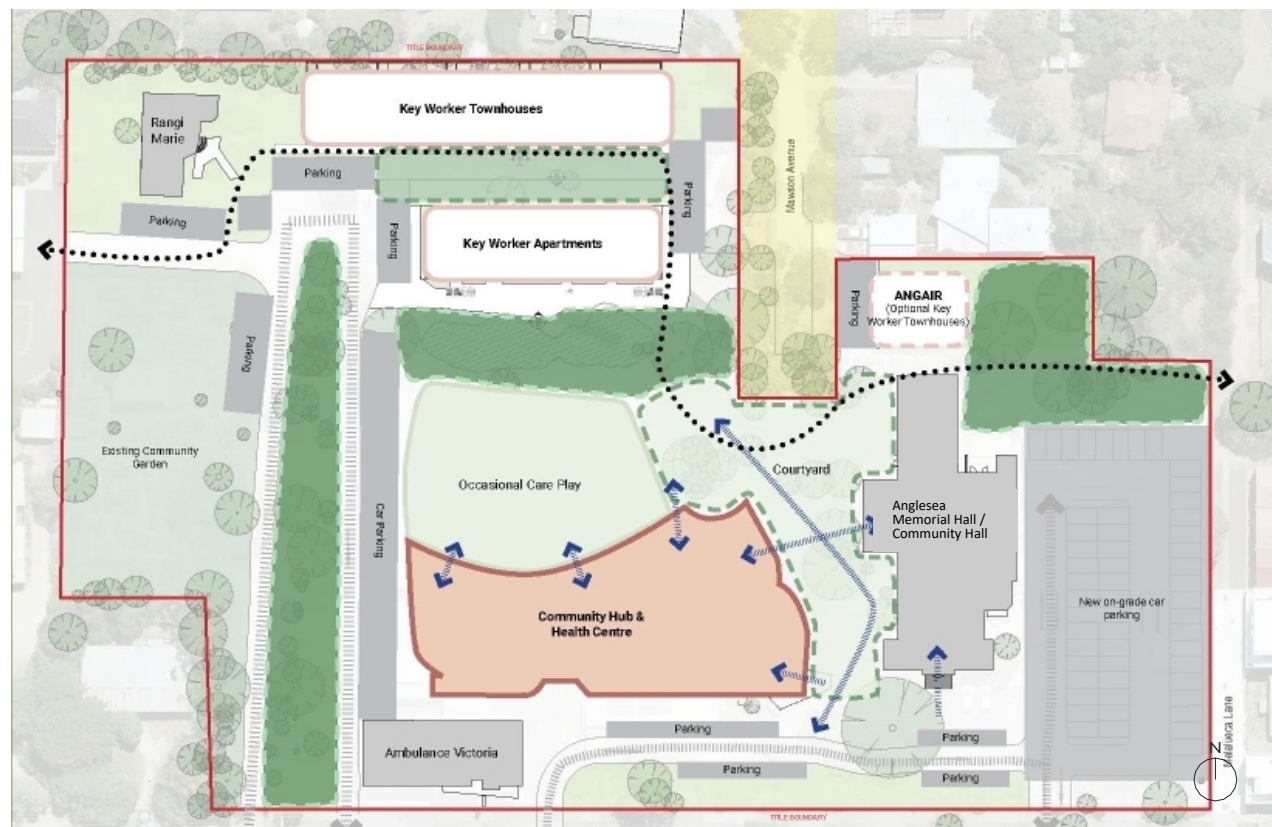 TITLE BOUNDARY
Key Worker Townhouses
Rangi
Marie
Parking
Parking
Parking
Mawson Avenue
Parking
Key Worker Apartments
Parking
ANGAIR
(Optional Key
Worker Townhouses)
Parking
Existing Community
Garden
Occasional Care Play
Courtyard
Car Parking
Anglesea
Memorial Hall /
Community Hall
Community Hub &
Health Centre
New on-grade car
parking
Ambulance Victoria
Parking
Parking
Parking
Parking
N
Melaleuca Lane
TITLE BOUNDARY